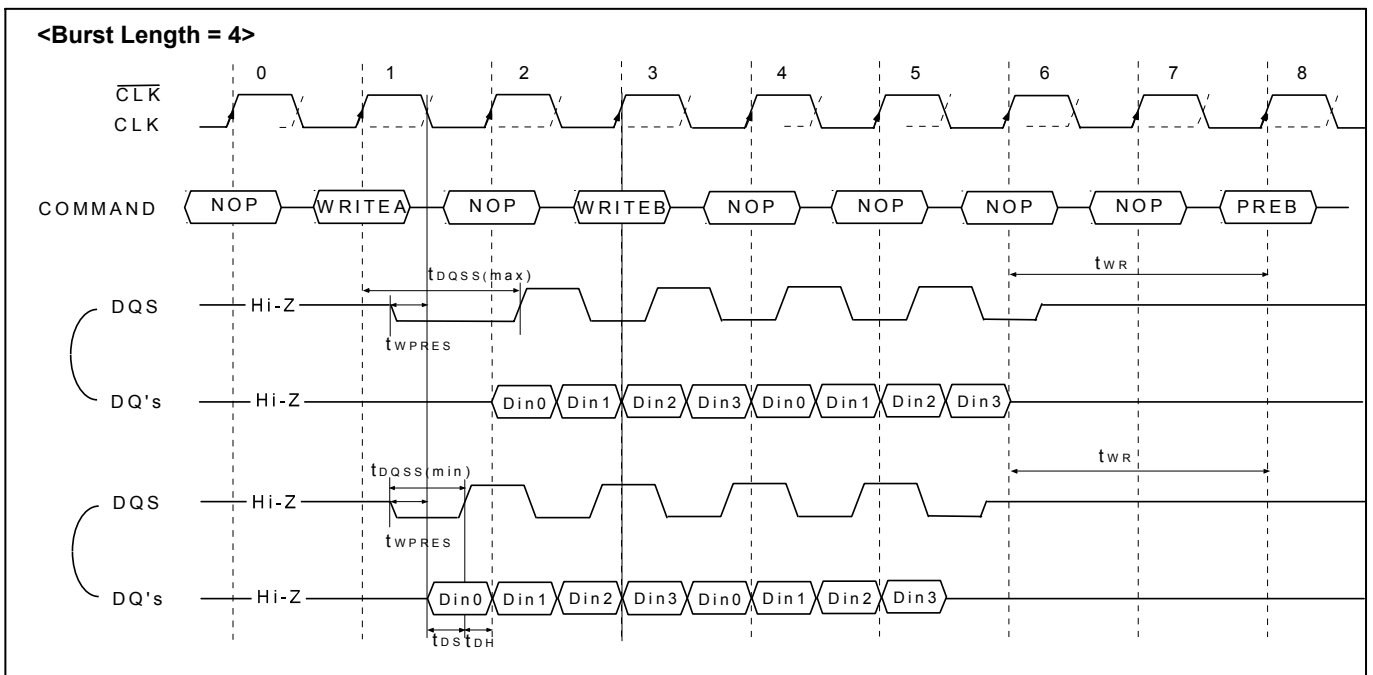 <Burst Length = 4>
0 1 2 3 4 5 6 7 8
CLK
CLK
COMMAND NOP WRITEA NOP WRITEB NOP NOP NOP NOP PREB
tDQSS(max) tWR
DQS Hi-Z
tWPRES
DQ's Hi-Z Din0 Din1 Din2 Din3 Din0 Din1 Din2 Din3
tDQSS(min) tWR
DQS Hi-Z
tWPRES
DQ's Hi-Z Din0 Din1 Din2 Din3 Din0 Din1 Din2 Din3
tDS tDH